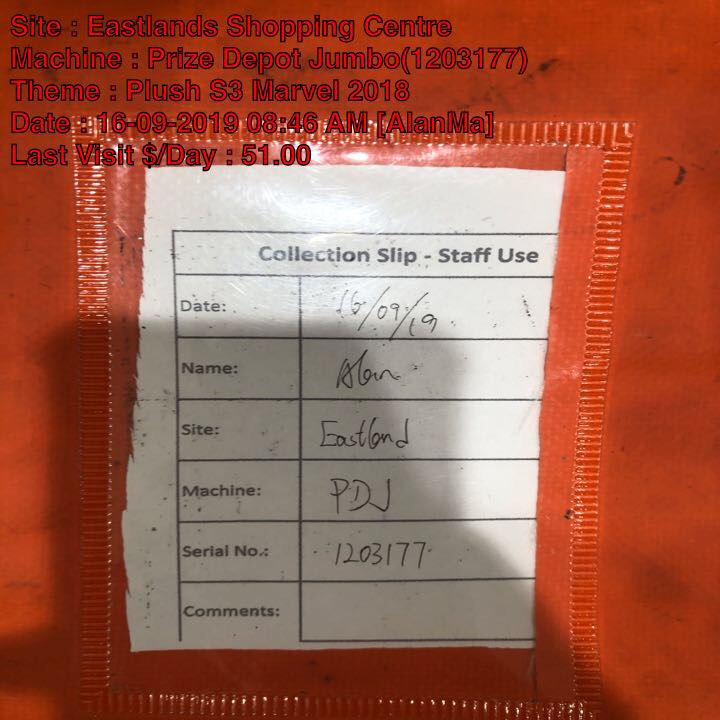 Site : Eastlands Shopping Centre
Machine : Prize Depot Jumbo(1203177)
Theme : Plush S3 Marvel 2018
Date : 16-09-2019 08:46 AM [AlanMa]
Last Visit $/Day : 51.00
Collection Slip - Staff Use
Date: 16/09/19
Name: Alan
Site: Eastland
Machine: PDJ
Serial No.: 1203177
Comments: